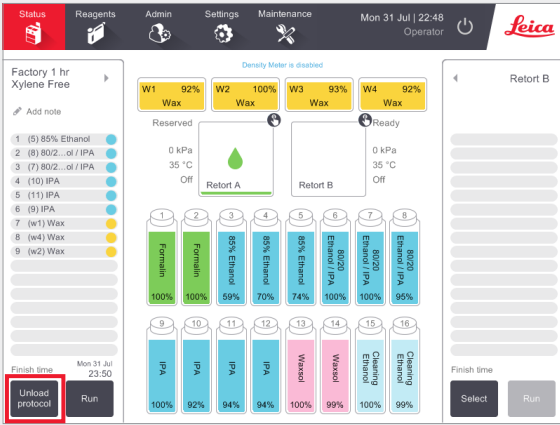 Status
Reagents
Admin
Settings
Maintenance
Mon 31 Jul | 22:48
Operator
Leica
Factory 1 hr
Xylene Free
Add note
1 (5) 85% Ethanol
2 (8) 80/2...ol / IPA
3 (7) 80/2...ol / IPA
4 (10) IPA
5 (11) IPA
6 (9) IPA
7 (w1) Wax
8 (w4) Wax
9 (w2) Wax
Finish time
Mon 31 Jul
23:50
Unload
protocol
Run
Density Meter is disabled
W1 92%
Wax
W2 100%
Wax
W3 93%
Wax
W4 92%
Wax
Reserved
0 kPa
35 °C
Off
Retort A
Retort B
Ready
0 kPa
35 °C
Off
1
Formalin
100%
2
Formalin
100%
3
85% Ethanol
59%
4
85% Ethanol
70%
5
85% Ethanol
74%
6
80/20
Ethanol / IPA
100%
7
80/20
Ethanol / IPA
100%
8
80/20
Ethanol / IPA
95%
9
IPA
100%
10
IPA
92%
11
IPA
94%
12
IPA
94%
13
Waxsol
100%
14
Waxsol
99%
15
Cleaning
Ethanol
100%
16
Cleaning
Ethanol
99%
Retort B
Finish time
Select
Run